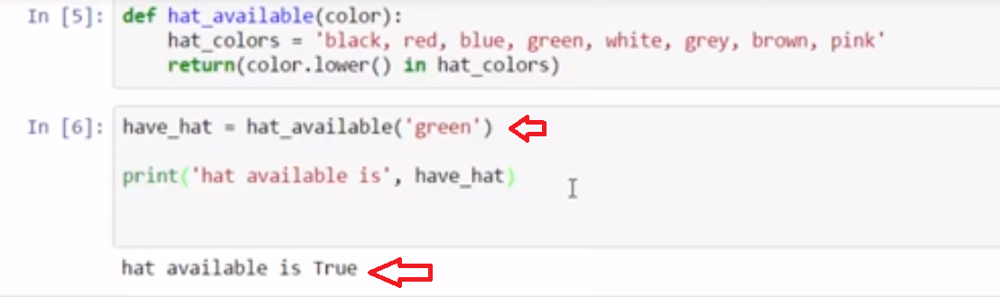 In [5]: def hat_available(color):
hat_colors = 'black, red, blue, green, white, grey, brown, pink'
return(color.lower() in hat_colors)
In [6]: have_hat = hat_available('green')
print('hat available is', have_hat)
hat available is True